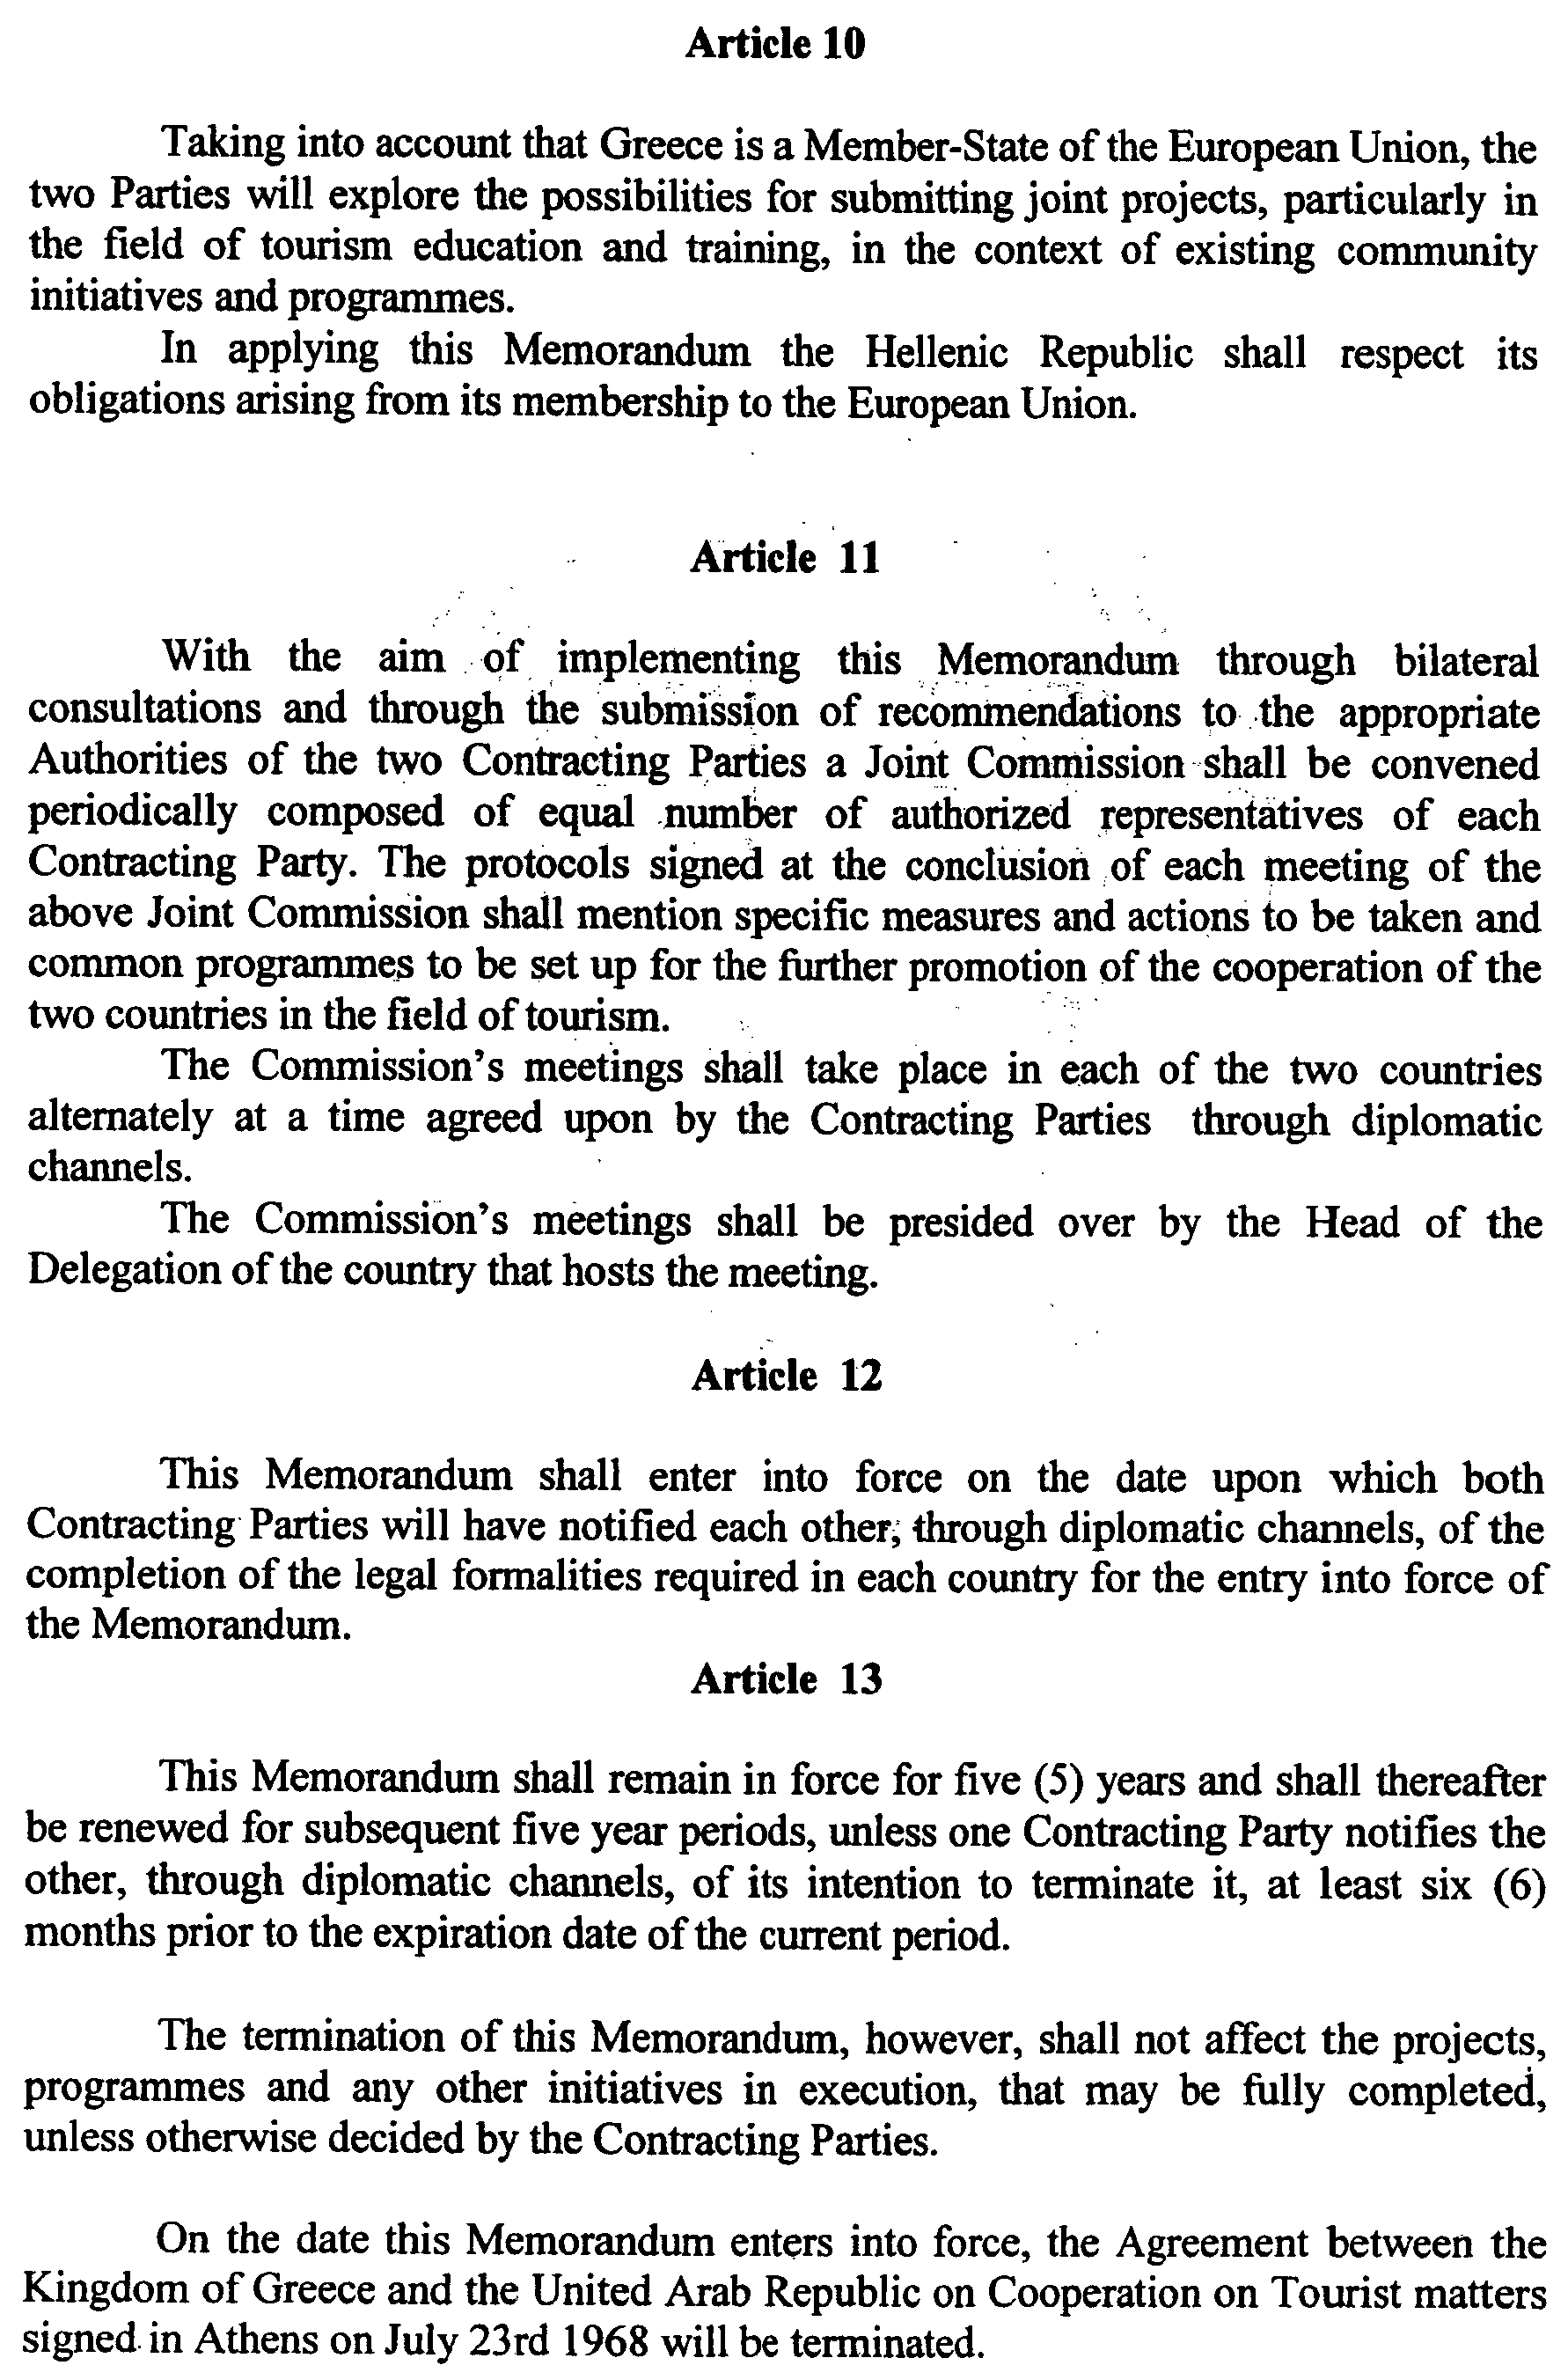 Article 10
Taking into account that Greece is a Member-State of the European Union, the
two Parties will explore the possibilities for submitting joint projects, particularly in
the field of tourism education and training, in the context of existing community
initiatives and programmes.
In applying this Memorandum the Hellenic Republic shall respect its
obligations arising from its membership to the European Union.
Article 11
With the aim of implementing this Memorandum through bilateral
consultations and through the submission of recommendations to the appropriate
Authorities of the two Contracting Parties a Joint Commission shall be convened
periodically composed of equal number of authorized representatives of each
Contracting Party. The protocols signed at the conclusion of each meeting of the
above Joint Commission shall mention specific measures and actions to be taken and
common programmes to be set up for the further promotion of the cooperation of the
two countries in the field of tourism.
The Commission's meetings shall take place in each of the two countries
alternately at a time agreed upon by the Contracting Parties through diplomatic
channels.
The Commission's meetings shall be presided over by the Head of the
Delegation of the country that hosts the meeting.
Article 12
This Memorandum shall enter into force on the date upon which both
Contracting Parties will have notified each other, through diplomatic channels, of the
completion of the legal formalities required in each country for the entry into force of
the Memorandum.
Article 13
This Memorandum shall remain in force for five (5) years and shall thereafter
be renewed for subsequent five year periods, unless one Contracting Party notifies the
other, through diplomatic channels, of its intention to terminate it, at least six (6)
months prior to the expiration date of the current period.
The termination of this Memorandum, however, shall not affect the projects,
programmes and any other initiatives in execution, that may be fully completed,
unless otherwise decided by the Contracting Parties.
On the date this Memorandum enters into force, the Agreement between the
Kingdom of Greece and the United Arab Republic on Cooperation on Tourist matters
signed in Athens on July 23rd 1968 will be terminated.